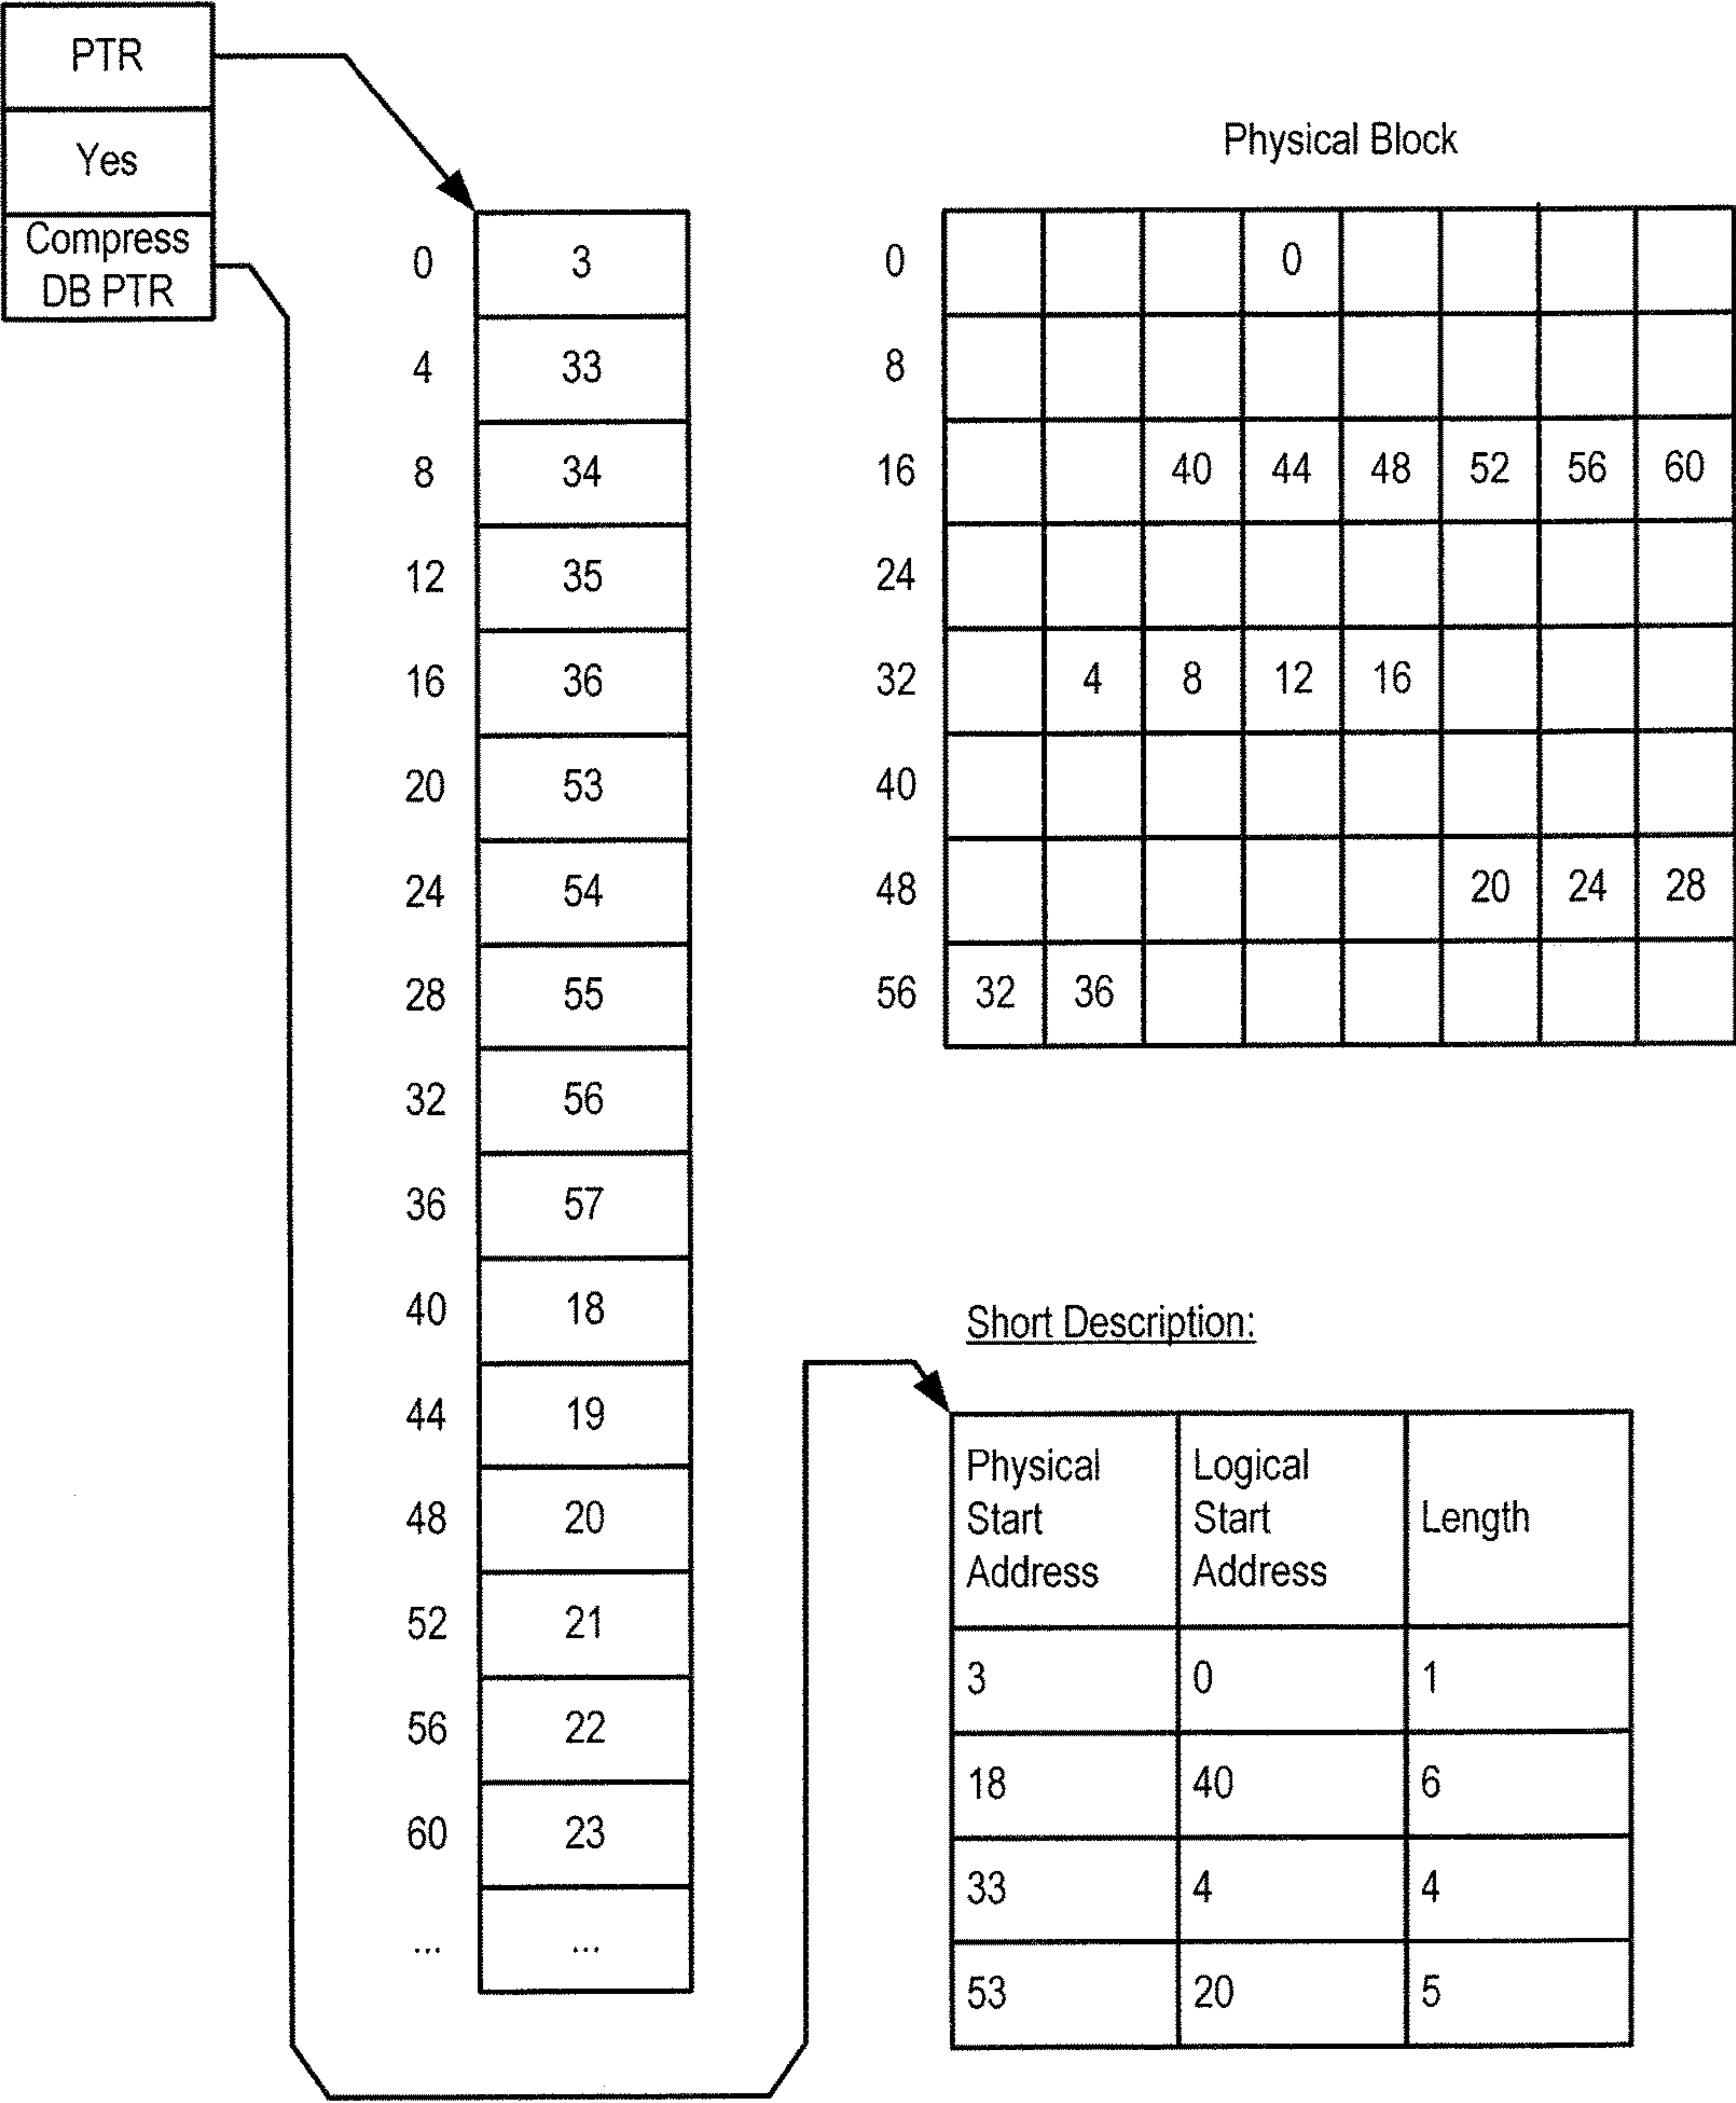 PTR
Yes
Compress
DB PTR
0 3
4 33
8 34
12 35
16 36
20 53
24 54
28 55
32 56
36 57
40 18
44 19
48 20
52 21
56 22
60 23
... ...
Physical Block
0 0
8
16 40 44 48 52 56 60
24
32 4 8 12 16
40
48 20 24 28
56 32 36
Short Description:
Physical
Start
Address
Logical
Start
Address
Length
3 0 1
18 40 6
33 4 4
53 20 5